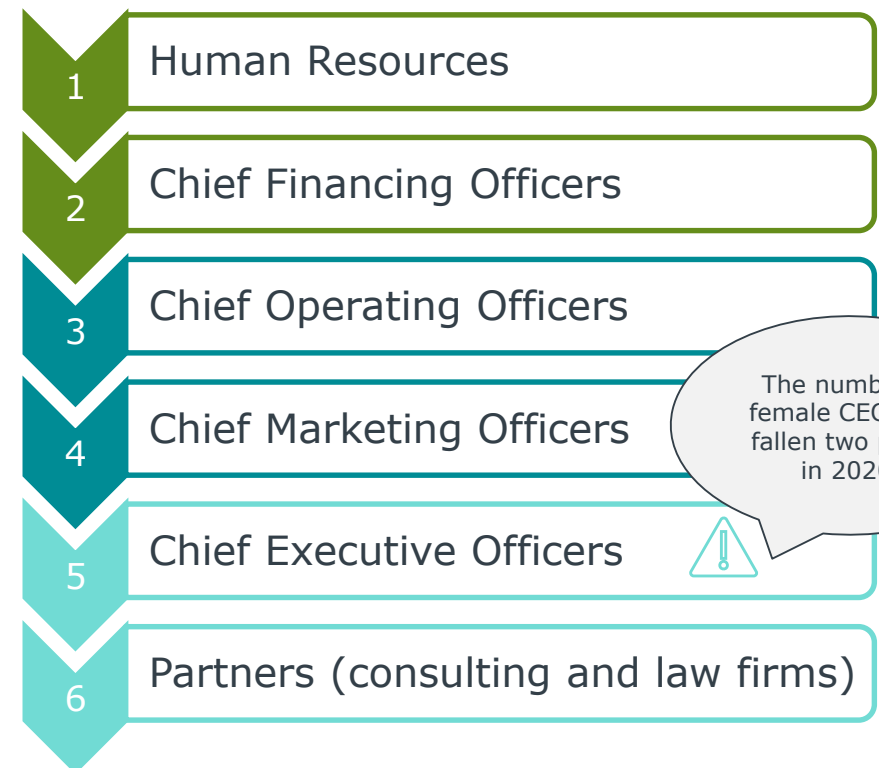 1
Human Resources
2
Chief Financing Officers
3
Chief Operating Officers
4
Chief Marketing Officers
The
female
fallen two
in
5
Chief Executive Officers
6
Partners (consulting and law firms)